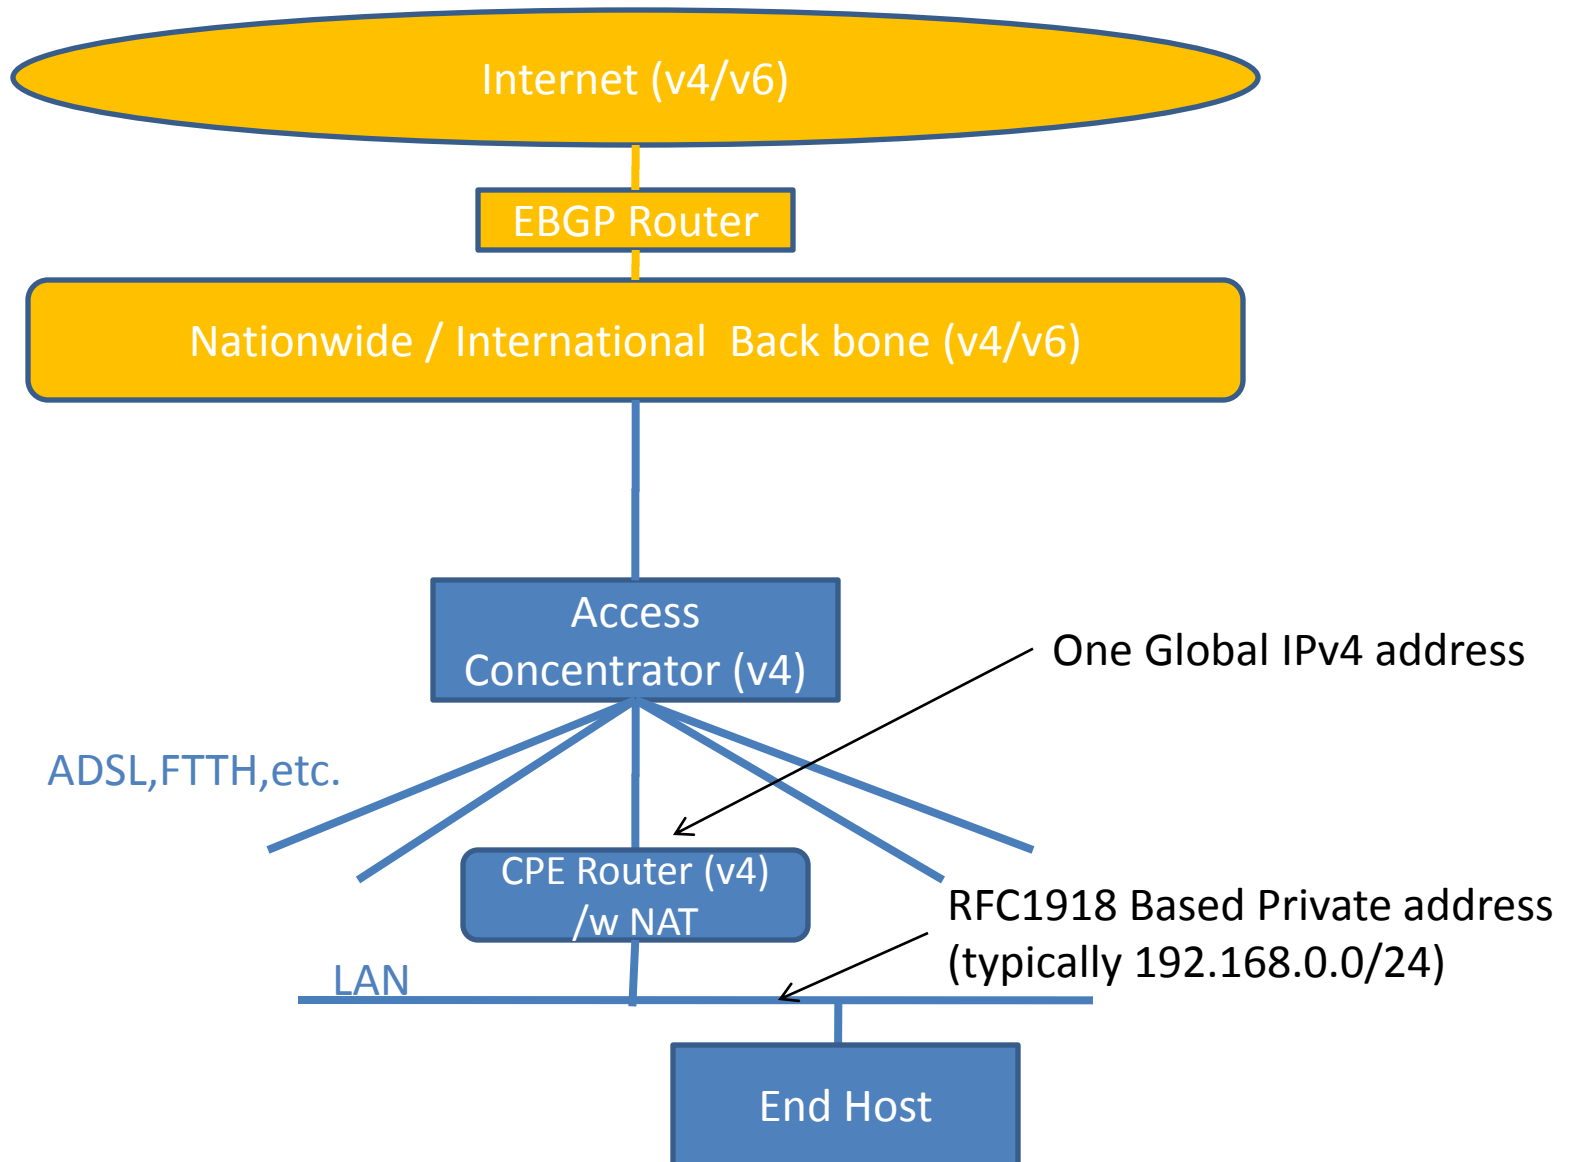 Internet (v4/v6)
EBGP Router
Nationwide / International  Back bone (v4/v6)
Access
Concentrator (v4)
One Global IPv4 address
ADSL,FTTH,etc.
CPE Router (v4)
/w NAT
RFC1918 Based Private address
(typically 192.168.0.0/24)
LAN
End Host